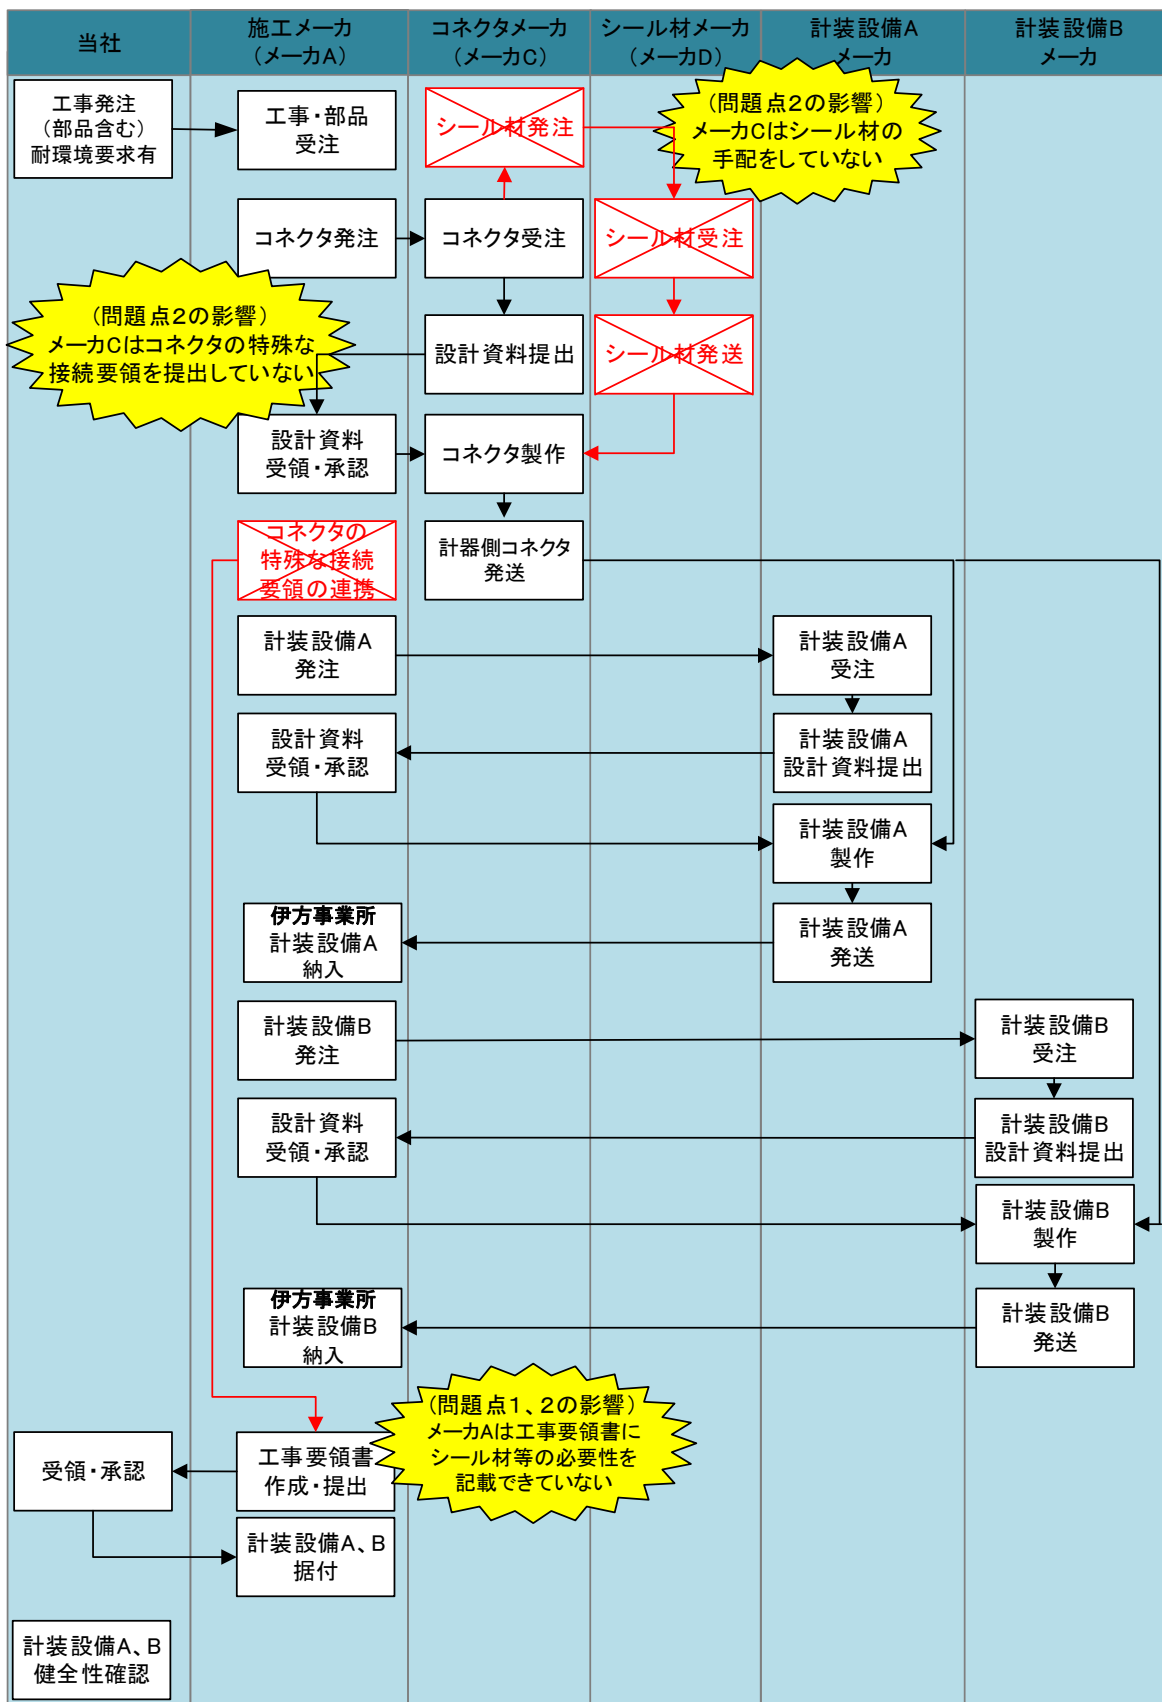 当社
施工メーカ
（メーカA）
コネクタメーカ
（メーカC）
シール材メーカ
（メーカD）
計装設備A
メーカ
計装設備B
メーカ
工事発注
（部品含む）
耐環境要求有
工事・部品
受注
シール材発注
（問題点２の影響）
メーカCはシール材の
手配をしていない
コネクタ発注
コネクタ受注
シール材受注
（問題点２の影響）
メーカCはコネクタの特殊な
接続要領を提出していない
設計資料提出
シール材発送
設計資料
受領・承認
コネクタ製作
コネクタの
特殊な接続
要領の連携
計器側コネクタ
発送
計装設備A
発注
計装設備A
受注
設計資料
受領・承認
計装設備A
設計資料提出
計装設備A
製作
伊方事業所
計装設備A
納入
計装設備A
発送
計装設備B
発注
計装設備B
受注
設計資料
受領・承認
計装設備B
設計資料提出
計装設備B
製作
伊方事業所
計装設備B
納入
計装設備B
発送
（問題点１、２の影響）
メーカAは工事要領書に
シール材等の必要性を
記載できていない
受領・承認
工事要領書
作成・提出
計装設備A、B
据付
計装設備A、B
健全性確認